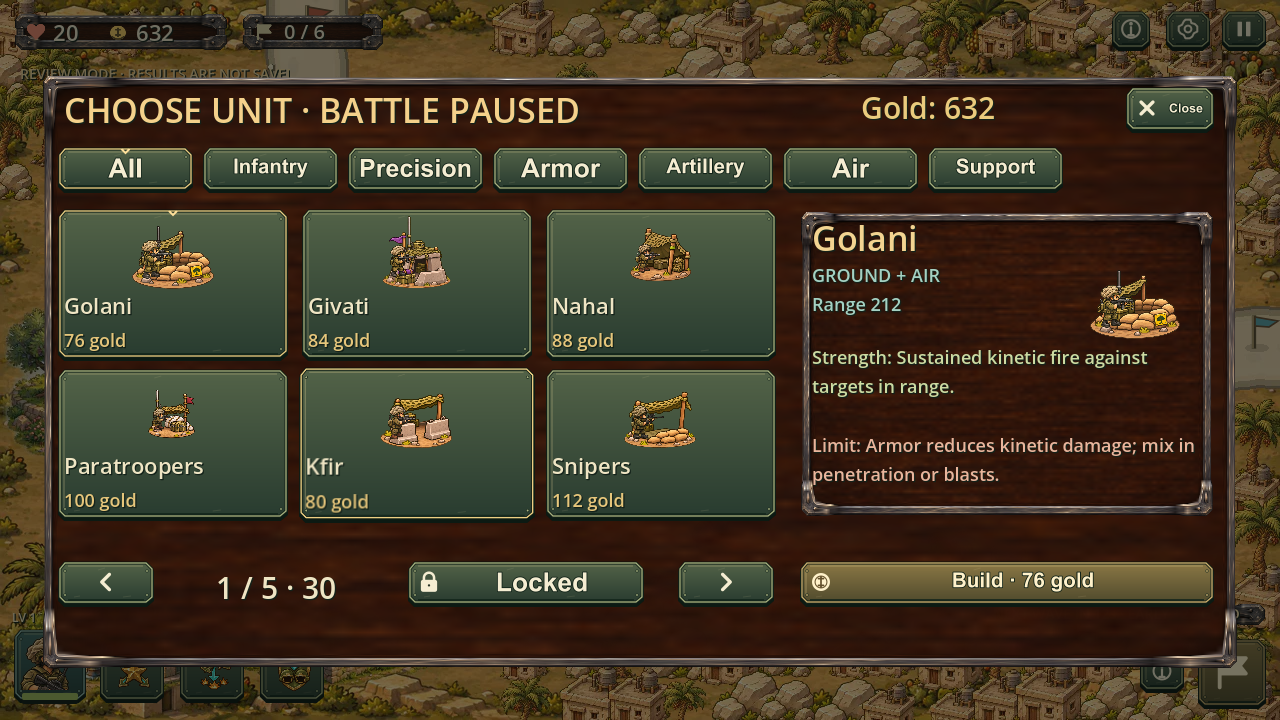 20 632 0 / 6
REVIEW MODE · RESULTS ARE NOT SAVED
CHOOSE UNIT · BATTLE PAUSED
Gold: 632
Close
All
Infantry
Precision
Armor
Artillery
Air
Support
Golani
76 gold
Givati
84 gold
Nahal
88 gold
Paratroopers
100 gold
Kfir
80 gold
Snipers
112 gold
Golani
GROUND + AIR
Range 212
Strength: Sustained kinetic fire against
targets in range.
Limit: Armor reduces kinetic damage; mix in
penetration or blasts.
1 / 5 · 30
Locked
Build · 76 gold